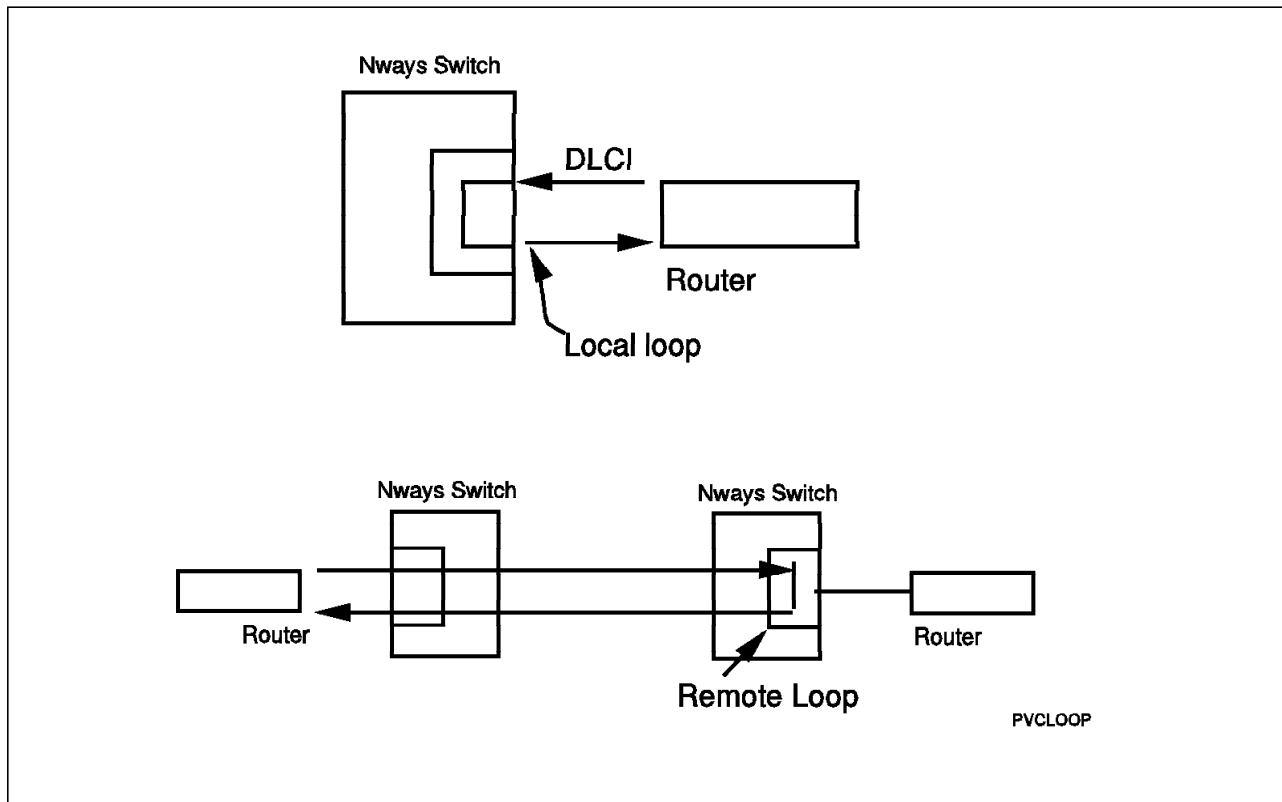 Nways Switch
DLCI
Router
Local loop
Nways Switch
Nways Switch
Router
Router
Remote Loop
PVCLOOP